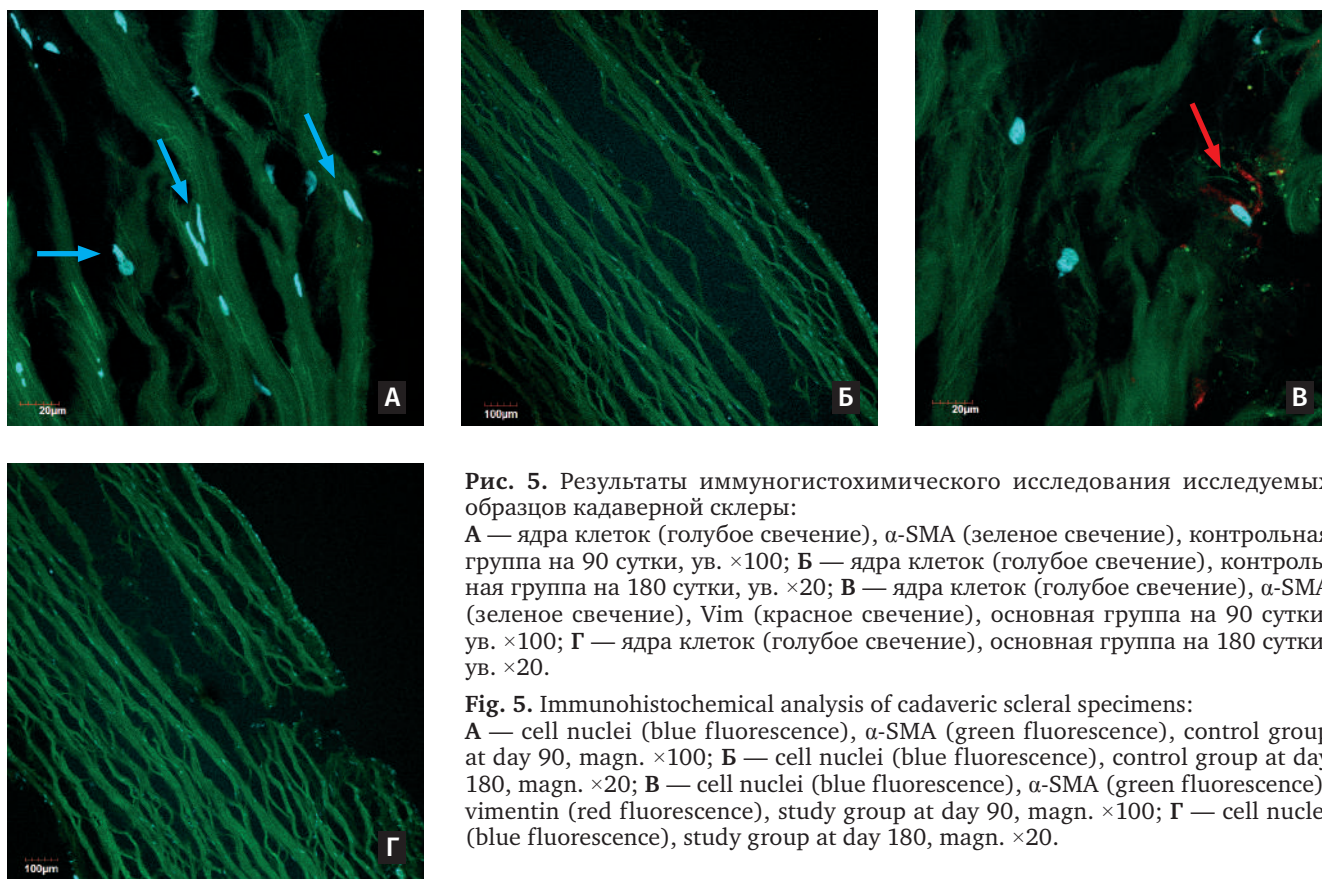 А
20µm
Б
100µm
В
20µm
Г
100µm
Рис. 5. Результаты иммуногистохимического исследования исследуемых
образцов кадаверной склеры:
А — ядра клеток (голубое свечение), α-SMA (зеленое свечение), контрольная
группа на 90 сутки, ув. ×100; Б — ядра клеток (голубое свечение), контроль-
ная группа на 180 сутки, ув. ×20; В — ядра клеток (голубое свечение), α-SMA
(зеленое свечение), Vim (красное свечение), основная группа на 90 сутки
ув. ×100; Г — ядра клеток (голубое свечение), основная группа на 180 сутки
ув. ×20.
Fig. 5. Immunohistochemical analysis of cadaveric scleral specimens:
А — cell nuclei (blue fluorescence), α-SMA (green fluorescence), control group
at day 90, magn. ×100; Б — cell nuclei (blue fluorescence), control group at day
180, magn. ×20; В — cell nuclei (blue fluorescence), α-SMA (green fluorescence)
vimentin (red fluorescence), study group at day 90, magn. ×100; Г — cell nucle
(blue fluorescence), study group at day 180, magn. ×20.